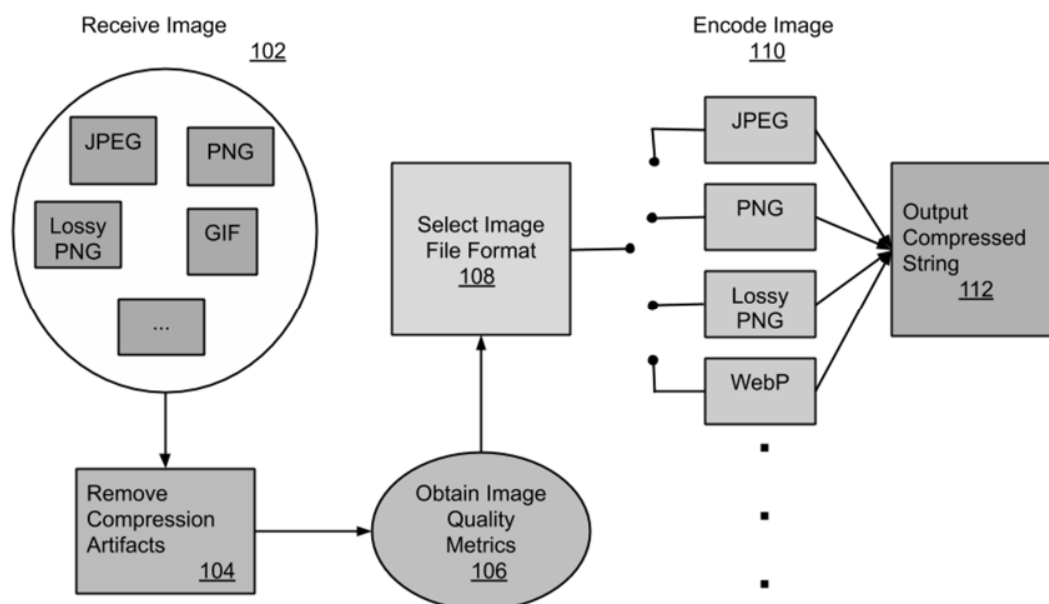 Receive Image
102
JPEG
PNG
Lossy
PNG
GIF
...
Remove
Compression
Artifacts
104
Obtain Image
Quality
Metrics
106
Select Image
File Format
108
Encode Image
110
JPEG
PNG
Lossy
PNG
WebP
Output
Compressed
String
112